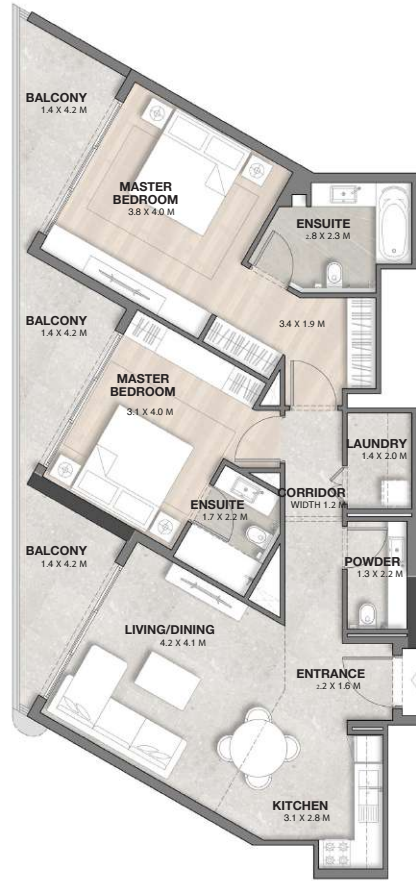 BALCONY
1.4 X 4.2 M
MASTER
BEDROOM
3.8 X 4.0 M
ENSUITE
2.8 X 2.3 M
BALCONY
1.4 X 4.2 M
3.4 X 1.9 M
MASTER
BEDROOM
3.1 X 4.0 M
LAUNDRY
1.4 X 2.0 M
ENSUITE
1.7 X 2.2 M
CORRIDOR
WIDTH 1.2 M
BALCONY
1.4 X 4.2 M
POWDER
1.3 X 2.2 M
LIVING/DINING
4.2 X 4.1 M
ENTRANCE
2.2 X 1.6 M
KITCHEN
3.1 X 2.8 M